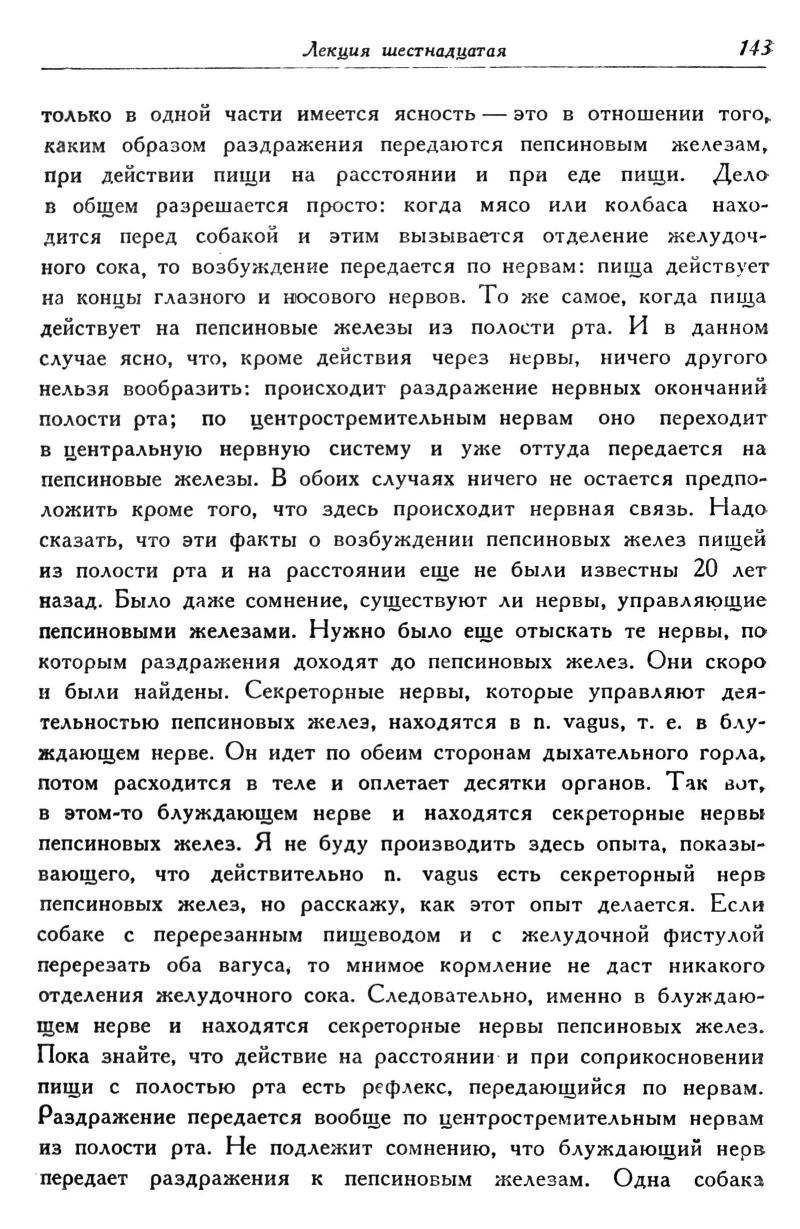 Лекция шестнадцатая 143
только в одной части имеется ясность — это в отношении того,
каким образом раздражения передаются пепсиновым железам,
при действии пищи на расстоянии и при еде пищи. Дело
в общем разрешается просто: когда мясо или колбаса нахо-
дится перед собакой и этим вызывается отделение желудоч-
ного сока, то возбуждение передается по нервам: пища действует
на концы глазного и носового нервов. То же самое, когда пища
действует на пепсиновые железы из полости рта. И в данном
случае ясно, что, кроме действия через нервы, ничего другого
нельзя вообразить: происходит раздражение нервных окончаний
полости рта; по центростремительным нервам оно переходит
в центральную нервную систему и уже оттуда передается на
пепсиновые железы. В обоих случаях ничего не остается предпо-
ложить кроме того, что здесь происходит нервная связь. Надо
сказать, что эти факты о возбуждении пепсиновых желез пищей
из полости рта и на расстоянии еще не были известны 20 лет
назад. Было даже сомнение, существуют ли нервы, управляющие
пепсиновыми железами. Нужно было еще отыскать те нервы, по
которым раздражения доходят до пепсиновых желез. Они скоро
и были найдены. Секреторные нервы, которые управляют дея-
тельностью пепсиновых желез, находятся в n. vagus, т. е. в блу-
ждающем нерве. Он идет по обеим сторонам дыхательного горла,
потом расходится в теле и оплетает десятки органов. Так вот,
в этом-то блуждающем нерве и находятся секреторные нервы
пепсиновых желез. Я не буду производить здесь опыта, показы-
вающего, что действительно n. vagus есть секреторный нерв
пепсиновых желез, но расскажу, как этот опыт делается. Если
собаке с перерезанным пищеводом и с желудочной фистулой
перерезать оба вагуса, то мнимое кормление не даст никакого
отделения желудочного сока. Следовательно, именно в блуждаю-
щем нерве и находятся секреторные нервы пепсиновых желез.
Пока знайте, что действие на расстоянии и при соприкосновении
пищи с полостью рта есть рефлекс, передающийся по нервам.
Раздражение передается вообще по центростремительным нервам
из полости рта. Не подлежит сомнению, что блуждающий нерв
передает раздражения к пепсиновым железам. Одна собака